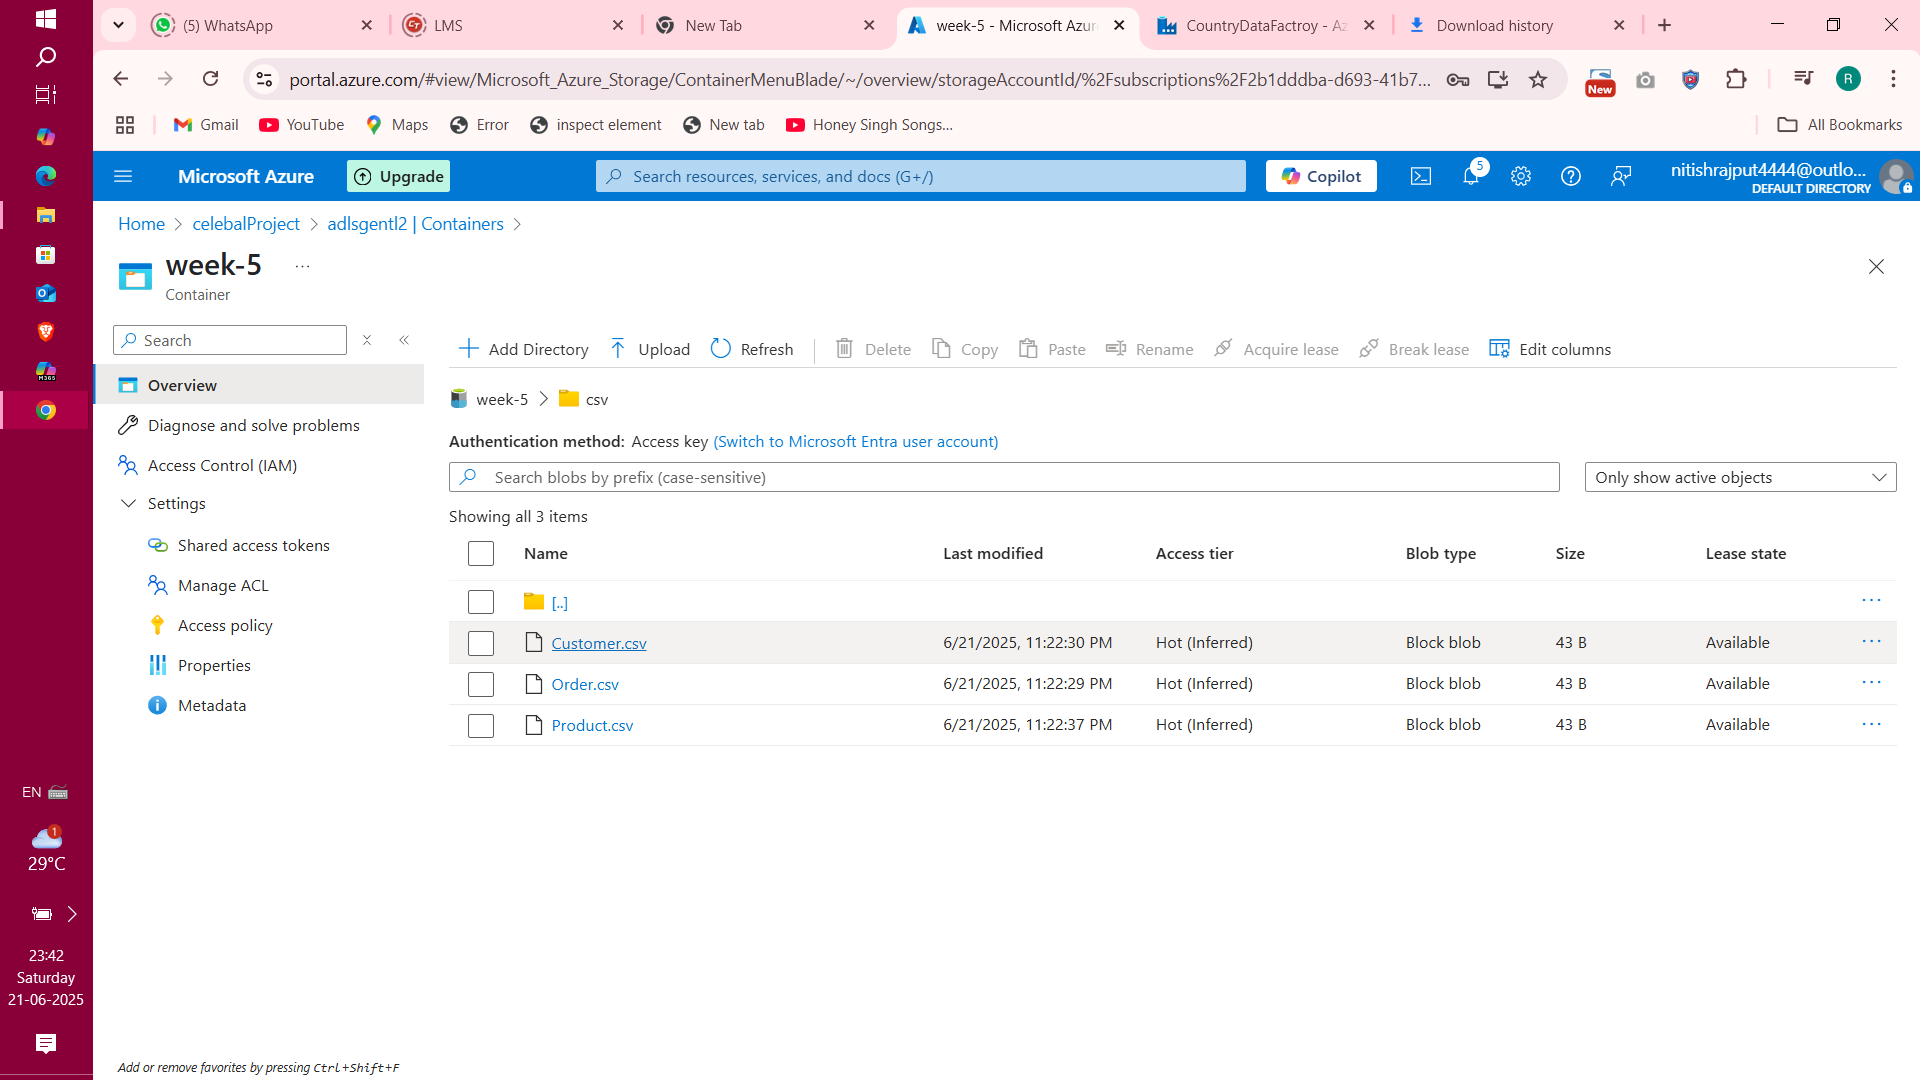 (5) WhatsApp
LMS
New Tab
week-5 - Microsoft Azur
CountryDataFactroy - Az
Download history
portal.azure.com/#view/Microsoft_Azure_Storage/ContainerMenuBlade/~/overview/storageAccountId/%2Fsubscriptions%2F2b1dddba-d693-41b7...
New
R
Gmail
YouTube
Maps
Error
inspect element
New tab
Honey Singh Songs...
All Bookmarks
Microsoft Azure
Upgrade
Search resources, services, and docs (G+/)
Copilot
5
nitishrajput4444@outlo...
DEFAULT DIRECTORY
Home
celebalProject
adlsgentl2 | Containers
week-5
...
Container
Search
Overview
Diagnose and solve problems
Access Control (IAM)
Settings
Shared access tokens
Manage ACL
Access policy
Properties
Metadata
Add Directory
Upload
Refresh
Delete
Copy
Paste
Rename
Acquire lease
Break lease
Edit columns
week-5 > csv
Authentication method: Access key (Switch to Microsoft Entra user account)
Search blobs by prefix (case-sensitive)
Only show active objects
Showing all 3 items
Name Last modified Access tier Blob type Size Lease state
[..]
Customer.csv 6/21/2025, 11:22:30 PM Hot (Inferred) Block blob 43 B Available
Order.csv 6/21/2025, 11:22:29 PM Hot (Inferred) Block blob 43 B Available
Product.csv 6/21/2025, 11:22:37 PM Hot (Inferred) Block blob 43 B Available
M365
EN
1
29°C
23:42
Saturday
21-06-2025
Add or remove favorites by pressing Ctrl+Shift+F